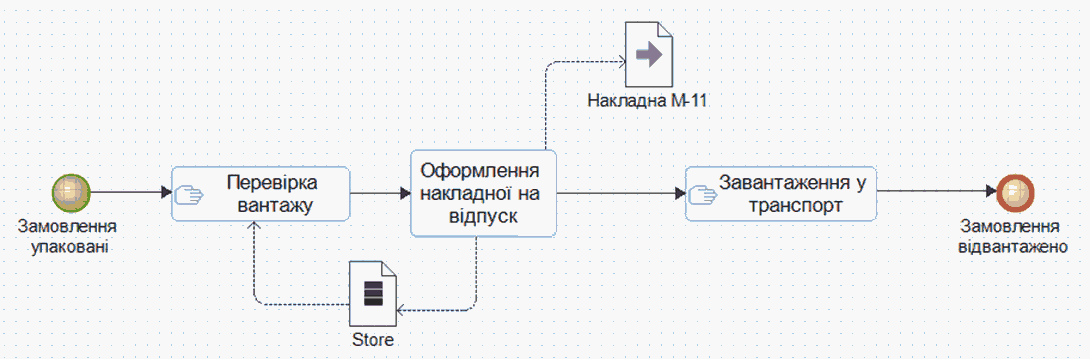 Накладна М-11
Перевірка
вантажу
Оформлення
накладної на
відпуск
Завантаження у
транспорт
Замовлення
упаковані
Замовлення
відвантажено
Store